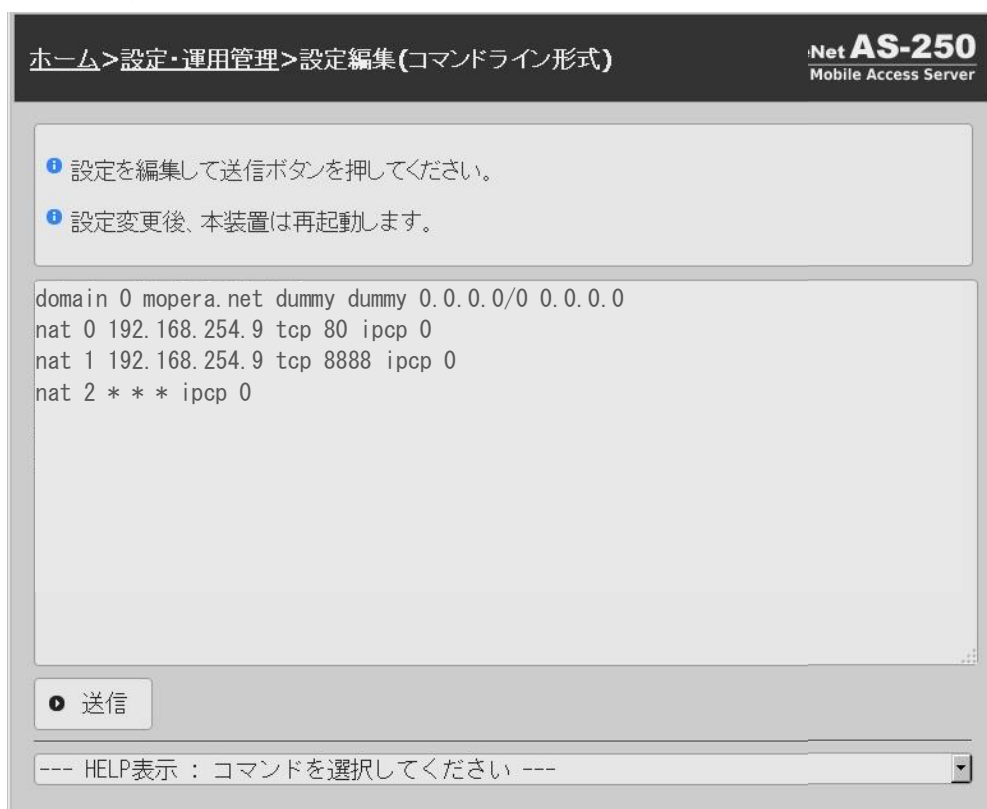 ホーム>設定・運用管理>設定編集(コマンドライン形式)
Net AS-250
Mobile Access Server
設定を編集して送信ボタンを押してください。
設定変更後、本装置は再起動します。
domain 0 mopera.net dummy dummy 0.0.0.0/0 0.0.0.0
nat 0 192.168.254.9 tcp 80 ipcp 0
nat 1 192.168.254.9 tcp 8888 ipcp 0
nat 2 * * * ipcp 0
送信
--- HELP表示 : コマンドを選択してください ---